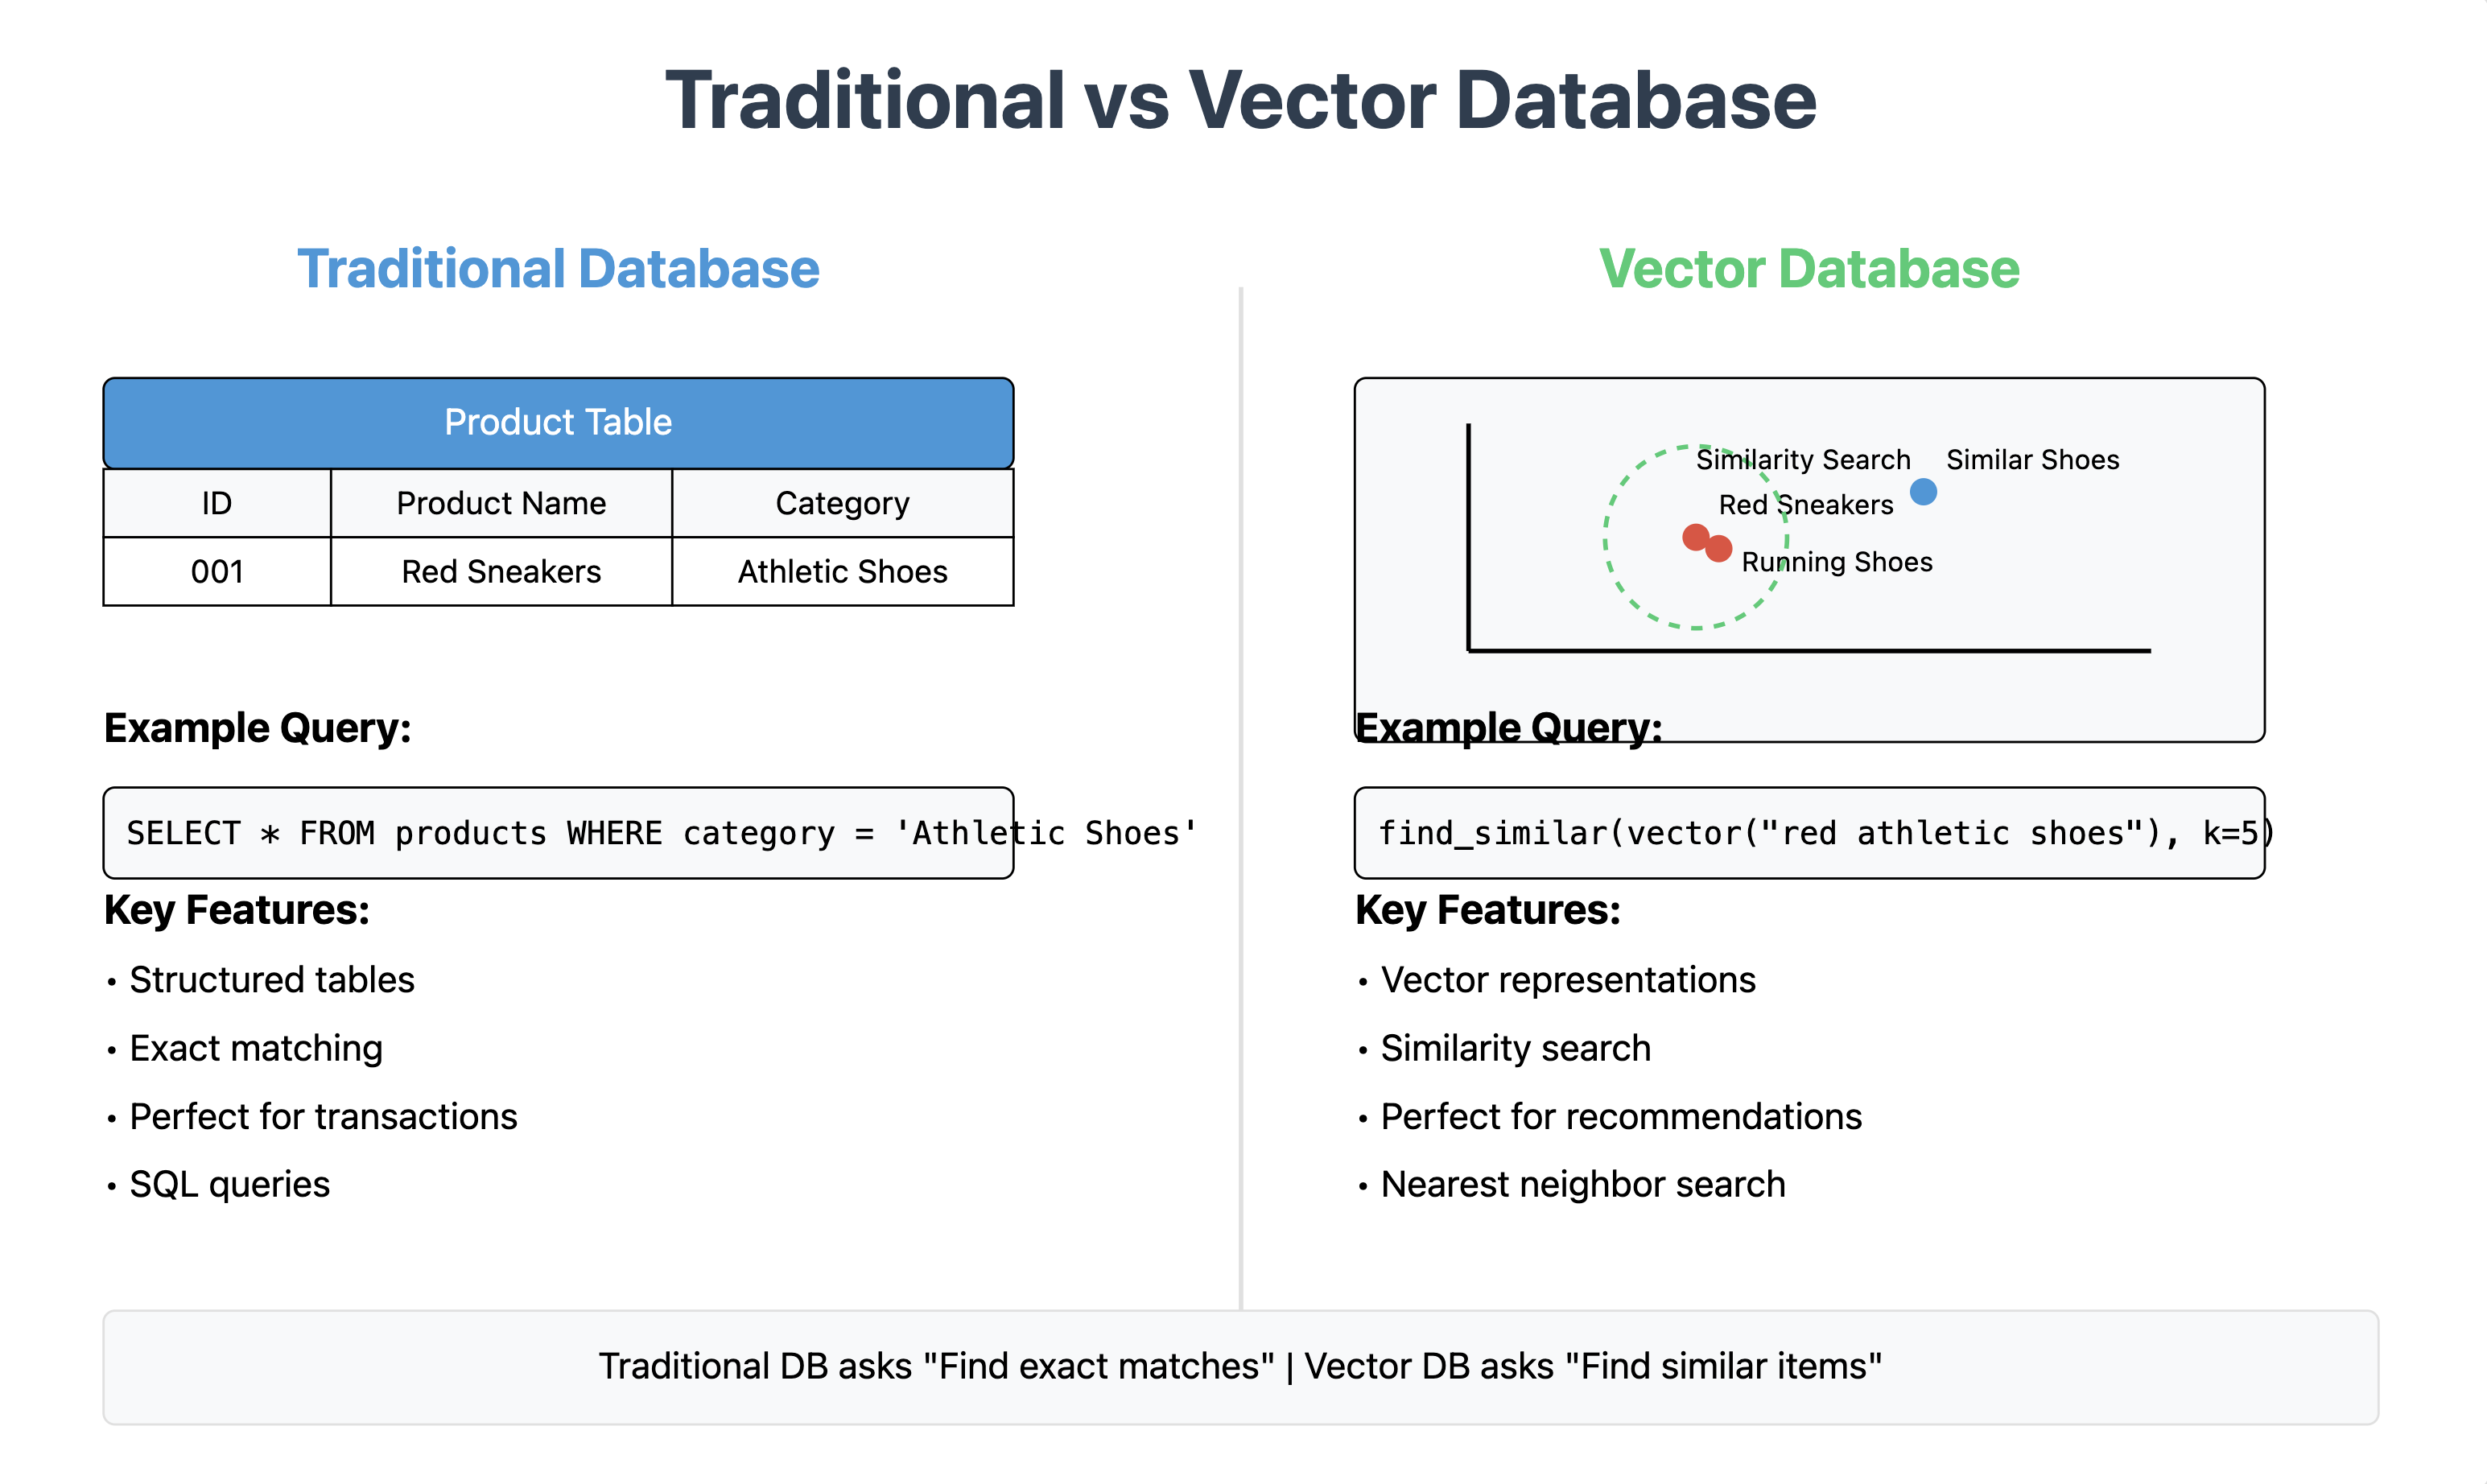 Traditional vs Vector Database
Traditional Database
Product Table
ID Product Name Category
001 Red Sneakers Athletic Shoes
Example Query:
SELECT * FROM products WHERE category = 'Athletic Shoes'
Key Features:
• Structured tables
• Exact matching
• Perfect for transactions
• SQL queries
Vector Database
Similarity Search Similar Shoes
Red Sneakers
Running Shoes
Example Query:
find_similar(vector("red athletic shoes"), k=5)
Key Features:
• Vector representations
• Similarity search
• Perfect for recommendations
• Nearest neighbor search
Traditional DB asks "Find exact matches" | Vector DB asks "Find similar items"